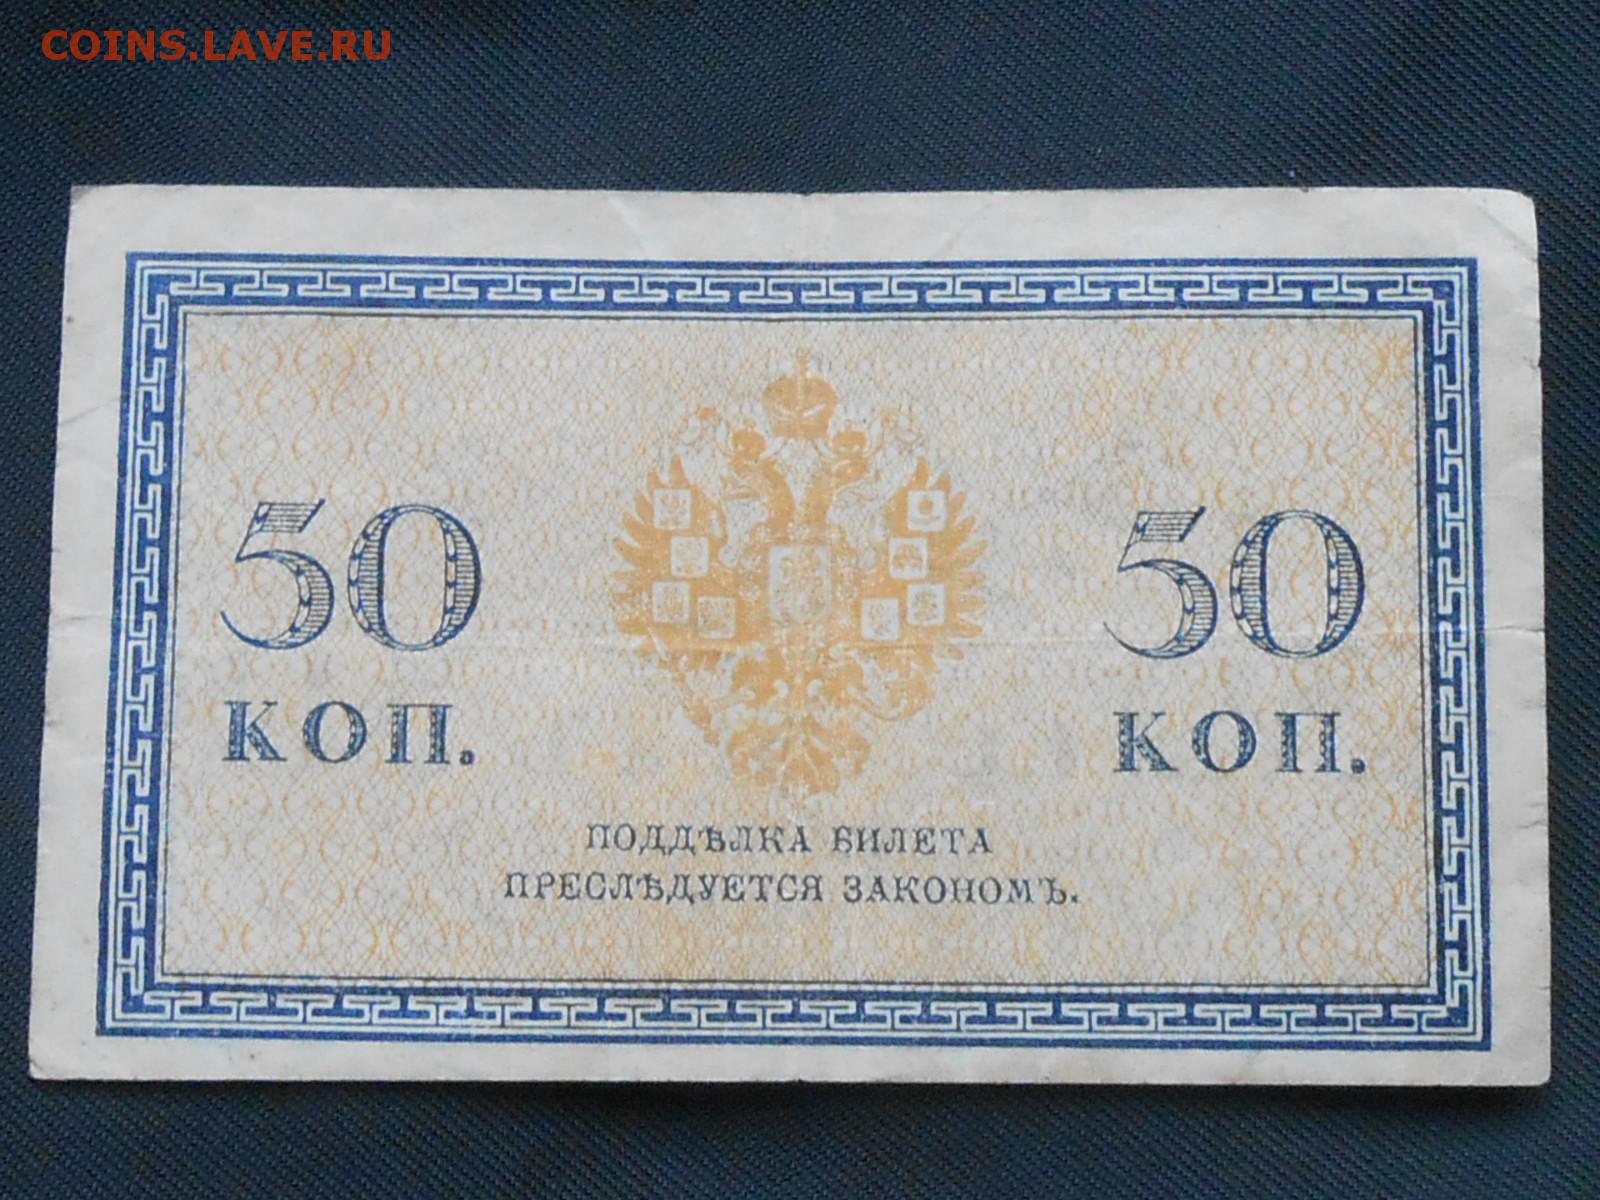 COINS.LAVE.RU
50 50
КОП. КОП.
ПОДДѢЛКА БИЛЕТА
ПРЕСЛѢДУЕТСЯ ЗАКОНОМЪ.